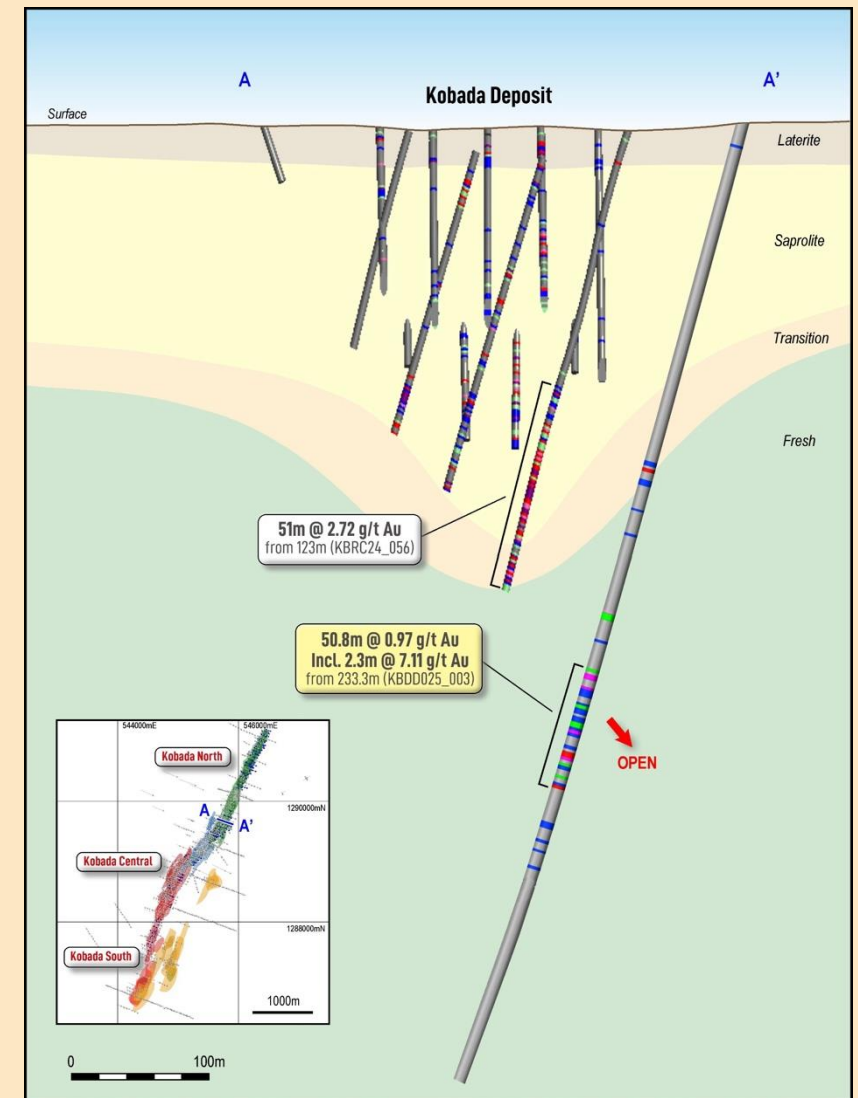 A
Kobada Deposit
A'
Surface
Laterite
Saprolite
Transition
Fresh
51m @ 2.72 g/t Au
from 123m (KBRC24_056)
50.8m @ 0.97 g/t Au
Incl. 2.3m @ 7.11 g/t Au
from 233.3m (KBDD025_003)
OPEN
544000mE
546000mE
Kobada North
1290000mN
A
A'
Kobada Central
1288000mN
Kobada South
1000m
0
100m